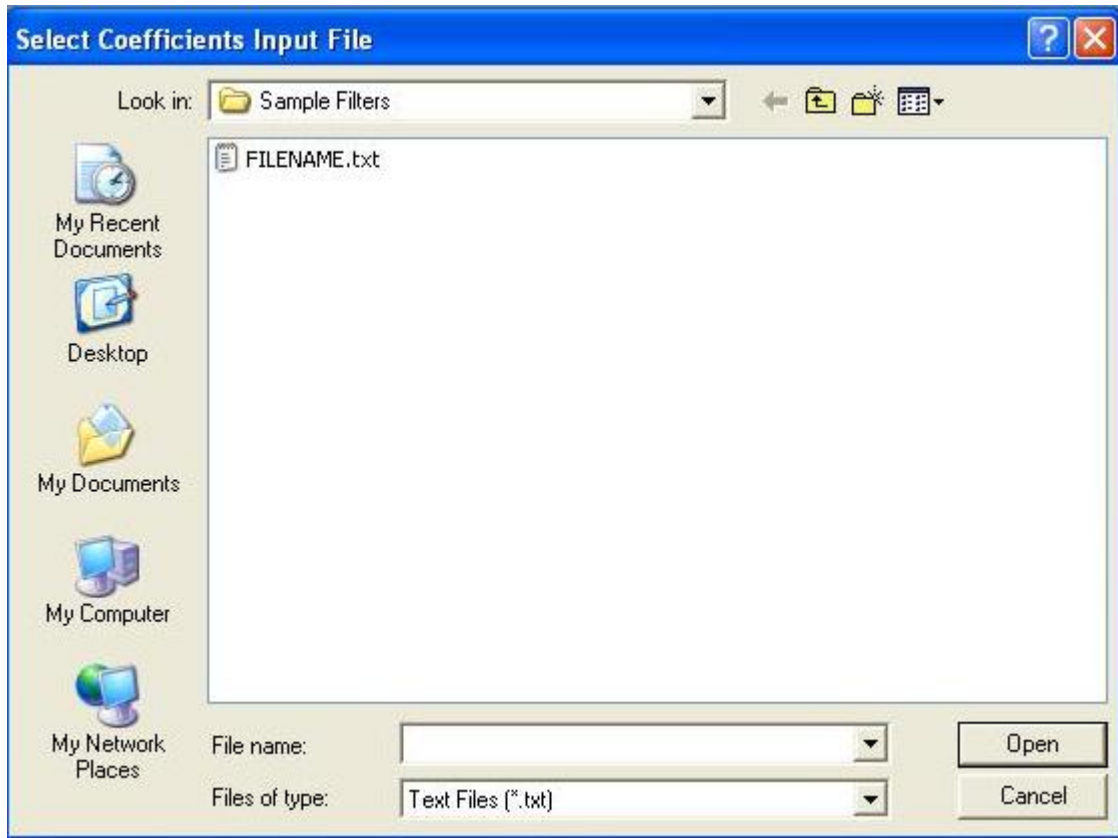 Select Coefficients Input File
Look in: Sample Filters
FILENAME.txt
My Recent
Documents
Desktop
My Documents
My Computer
My Network
Places
File name:
Open
Files of type: Text Files (*.txt)
Cancel